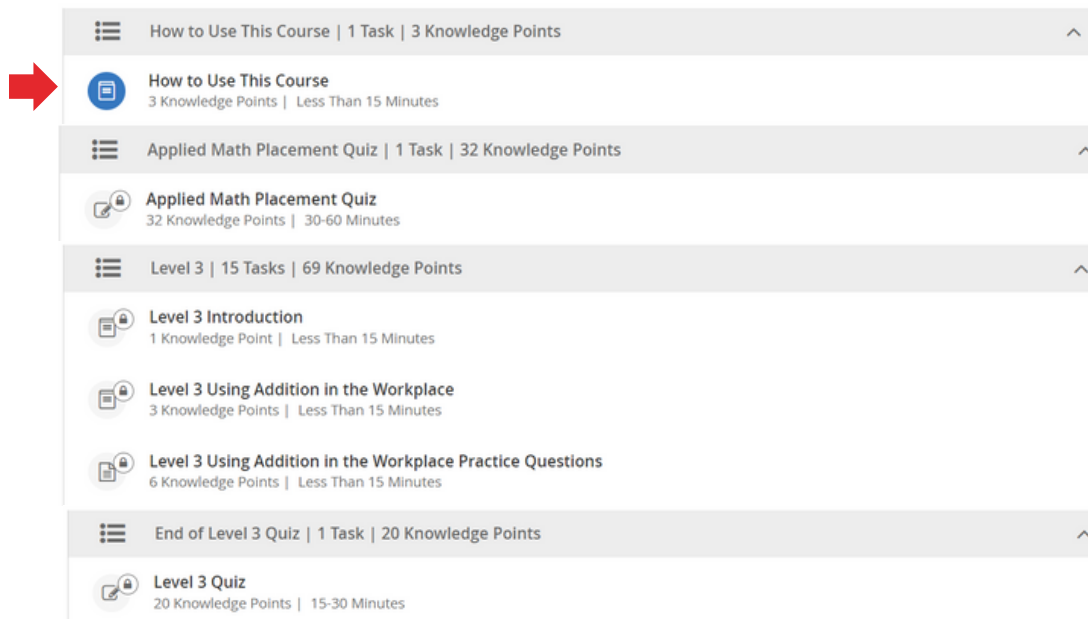 How to Use This Course | 1 Task | 3 Knowledge Points
How to Use This Course
3 Knowledge Points | Less Than 15 Minutes
Applied Math Placement Quiz | 1 Task | 32 Knowledge Points
Applied Math Placement Quiz
32 Knowledge Points | 30-60 Minutes
Level 3 | 15 Tasks | 69 Knowledge Points
Level 3 Introduction
1 Knowledge Point | Less Than 15 Minutes
Level 3 Using Addition in the Workplace
3 Knowledge Points | Less Than 15 Minutes
Level 3 Using Addition in the Workplace Practice Questions
6 Knowledge Points | Less Than 15 Minutes
End of Level 3 Quiz | 1 Task | 20 Knowledge Points
Level 3 Quiz
20 Knowledge Points | 15-30 Minutes